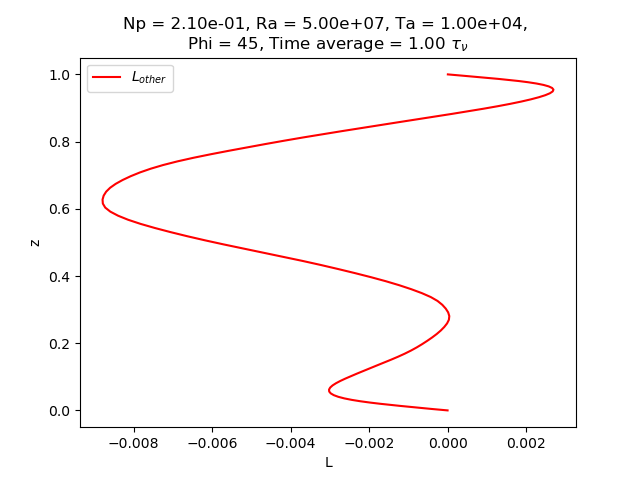 Np = 2.10e-01, Ra = 5.00e+07, Ta = 1.00e+04,
Phi = 45, Time average = 1.00 τν
L_other
1.0
0.8
0.6
0.4
0.2
0.0
z
−0.008 −0.006 −0.004 −0.002 0.000 0.002
L